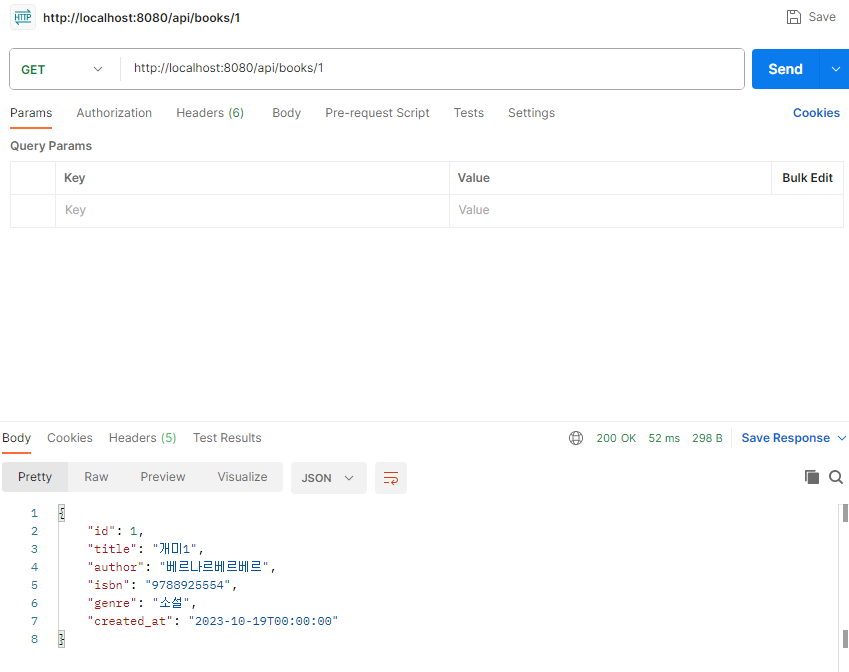 HTTP http://localhost:8080/api/books/1 Save
GET http://localhost:8080/api/books/1 Send
Params Authorization Headers (6) Body Pre-request Script Tests Settings Cookies
Query Params
Key Value Bulk Edit
Key Value
Body Cookies Headers (5) Test Results 200 OK 52 ms 298 B Save Response
Pretty Raw Preview Visualize JSON
1 {
2 "id": 1,
3 "title": "개미1",
4 "author": "베르나르베르베르",
5 "isbn": "9788925554",
6 "genre": "소설",
7 "created_at": "2023-10-19T00:00:00"
8 }